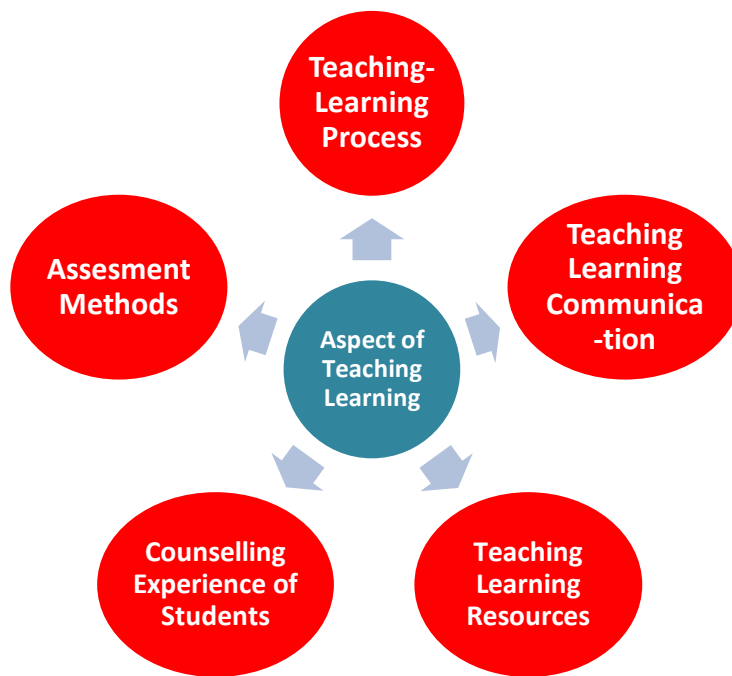 Teaching-
Learning
Process
Teaching
Learning
Communica
-tion
Assesment
Methods
Aspect of
Teaching
Learning
Counselling
Experience of
Students
Teaching
Learning
Resources